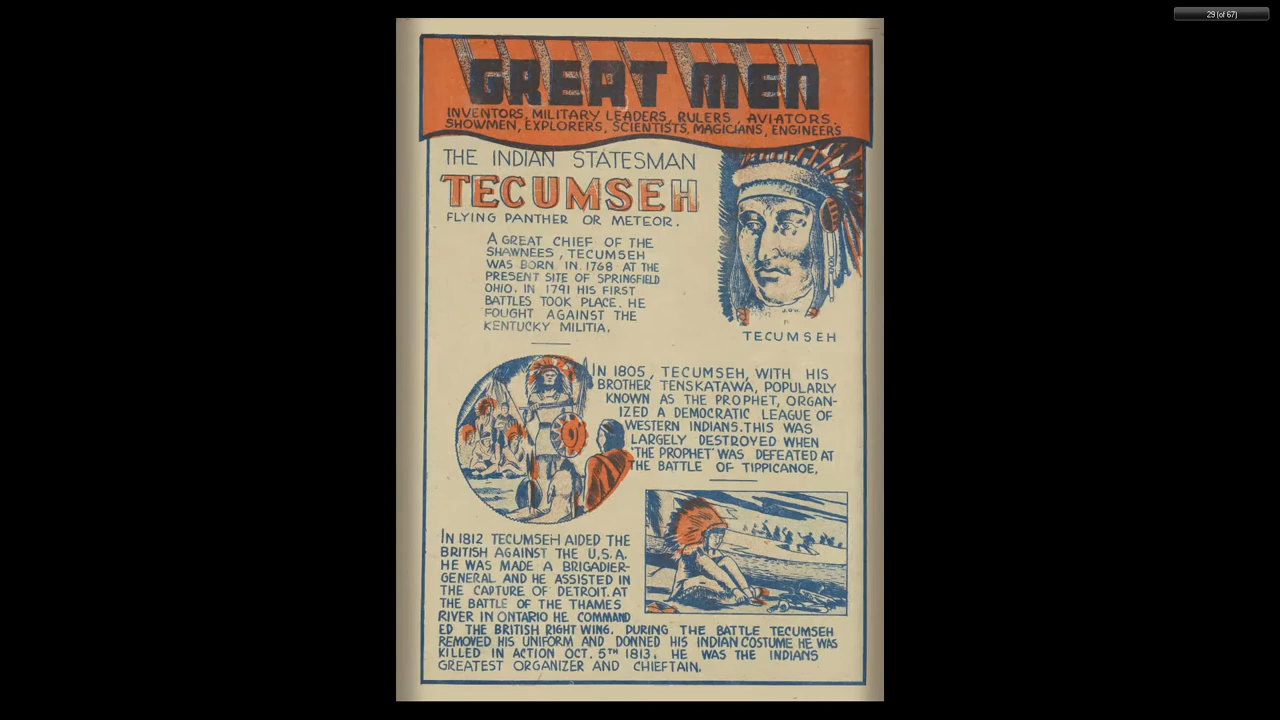 29 (of 67)
GREAT MEN
INVENTORS, MILITARY LEADERS, RULERS, AVIATORS.
SHOWMEN, EXPLORERS, SCIENTISTS, MAGICIANS, ENGINEERS
THE INDIAN STATESMAN
TECUMSEH
FLYING PANTHER OR METEOR.
A GREAT CHIEF OF THE
SHAWNEES, TECUMSEH
WAS BORN IN 1768 AT THE
PRESENT SITE OF SPRINGFIELD
OHIO. IN 1791 HIS FIRST
BATTLES TOOK PLACE. HE
FOUGHT AGAINST THE
KENTUCKY MILITIA.
TECUMSEH
IN 1805, TECUMSEH, WITH HIS
BROTHER TENSKATAWA, POPULARLY
KNOWN AS THE PROPHET, ORGAN-
IZED A DEMOCRATIC LEAGUE OF
WESTERN INDIANS. THIS WAS
LARGELY DESTROYED WHEN
'THE PROPHET' WAS DEFEATED AT
THE BATTLE OF TIPPICANOE.
IN 1812 TECUMSEH AIDED THE
BRITISH AGAINST THE U.S.A.
HE WAS MADE A BRIGADIER-
GENERAL AND HE ASSISTED IN
THE CAPTURE OF DETROIT. AT
THE BATTLE OF THE THAMES
RIVER IN ONTARIO HE COMMAND
ED THE BRITISH RIGHT WING. DURING THE BATTLE TECUMSEH
REMOVED HIS UNIFORM AND DONNED HIS INDIAN COSTUME. HE WAS
KILLED IN ACTION OCT. 5TH 1813. HE WAS THE INDIANS
GREATEST ORGANIZER AND CHIEFTAIN.